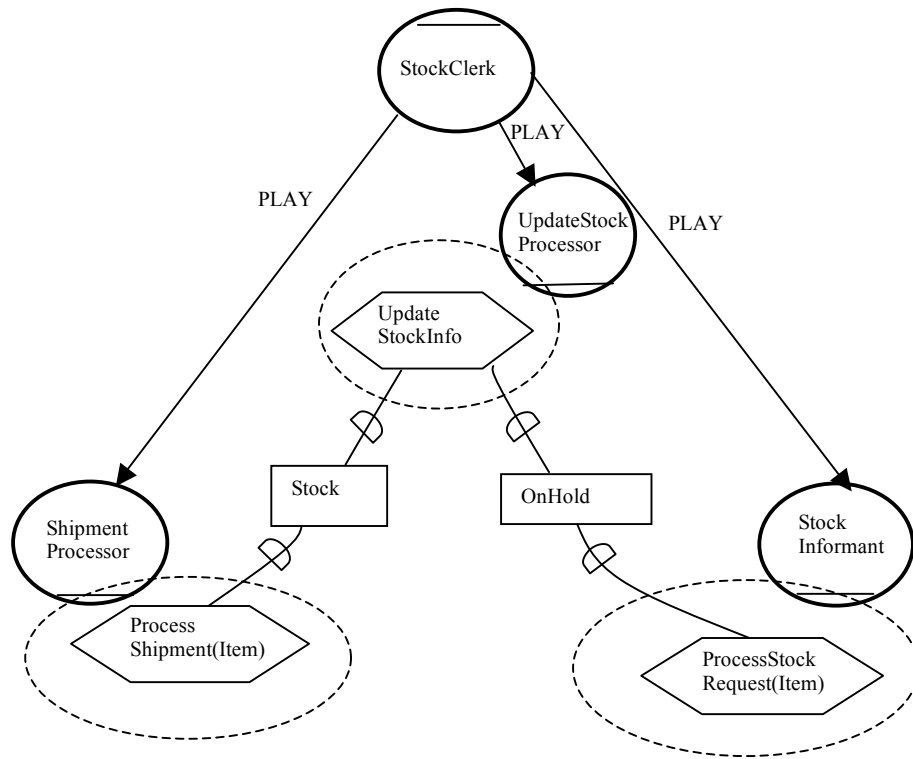 StockClerk
PLAY
PLAY
UpdateStock
Processor
PLAY
Update
StockInfo
Stock
OnHold
Shipment
Processor
Stock
Informant
Process
Shipment(Item)
ProcessStock
Request(Item)